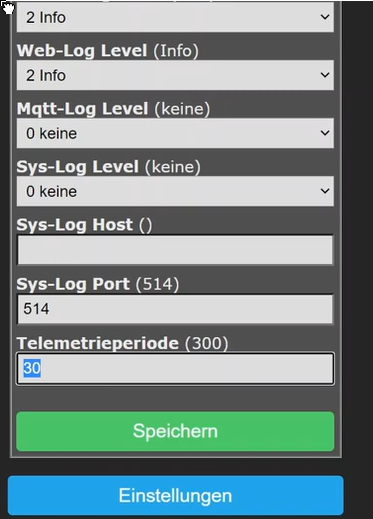 2 Info
Web-Log Level (Info)
2 Info
Mqtt-Log Level (keine)
0 keine
Sys-Log Level (keine)
0 keine
Sys-Log Host ()
Sys-Log Port (514)
514
Telemetrieperiode (300)
30
Speichern
Einstellungen